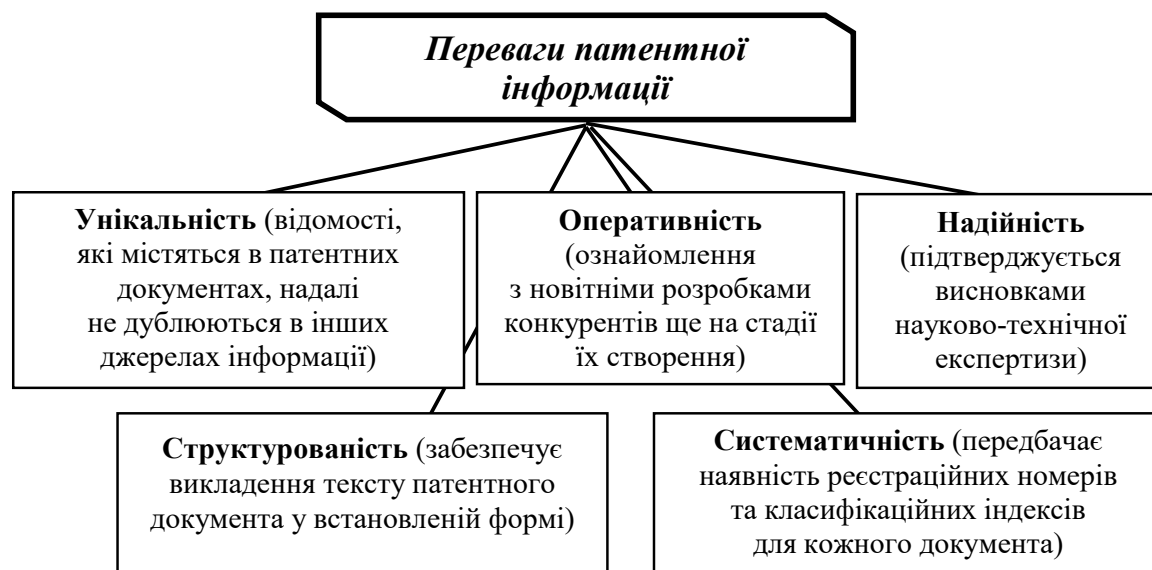 Переваги патентної
інформації
Унікальність (відомості,
які містяться в патентних
документах, надалі
не дублюються в інших
джерелах інформації)
Оперативність
(ознайомлення
з новітніми розробками
конкурентів ще на стадії
їх створення)
Надійність
(підтверджується
висновками
науково-технічної
експертизи)
Структурованість (забезпечує
викладення тексту патентного
документа у встановленій формі)
Систематичність (передбачає
наявність реєстраційних номерів
та класифікаційних індексів
для кожного документа)